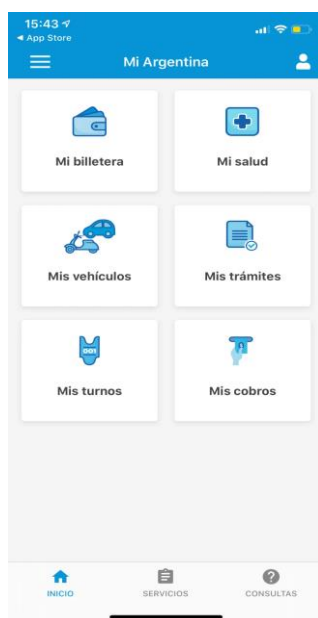 15:43
◀ App Store
Mi Argentina
Mi billetera
Mi salud
Mis vehículos
Mis trámites
001
Mis turnos
Mis cobros
INICIO
SERVICIOS
CONSULTAS